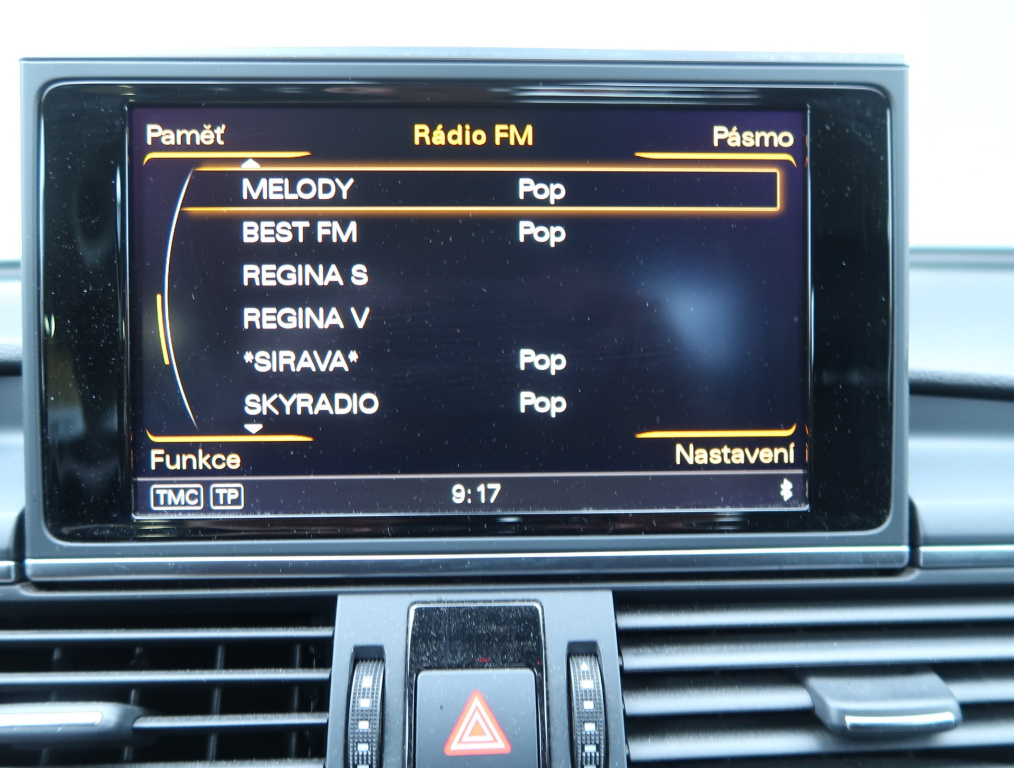 Paměť Rádio FM Pásmo
MELODY Pop
BEST FM Pop
REGINA S
REGINA V
*SIRAVA* Pop
SKYRADIO Pop
Funkce Nastavení
TMC TP 9:17